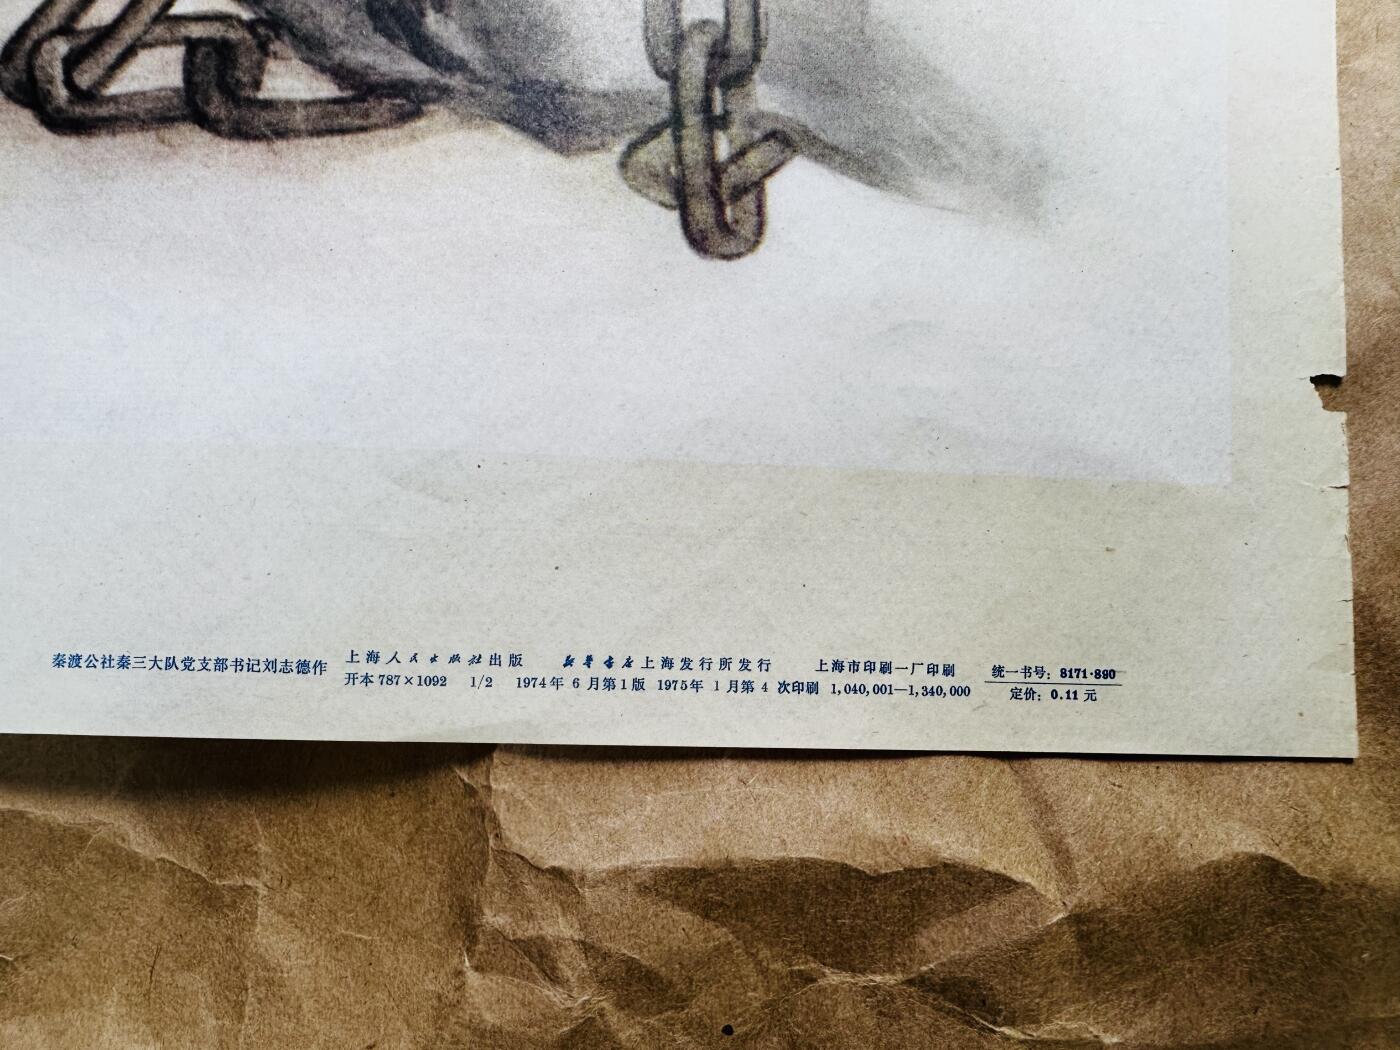 秦渡公社秦三大队党支部书记刘志德作
上海人民出版社出版 新华书店上海发行所发行 上海市印刷一厂印刷
开本 787×1092 1/2 1974年 6 月第1版 1975年 1 月第 4 次印刷 1,040,001—1,340,000
统一书号：8171·890
定价：0.11 元